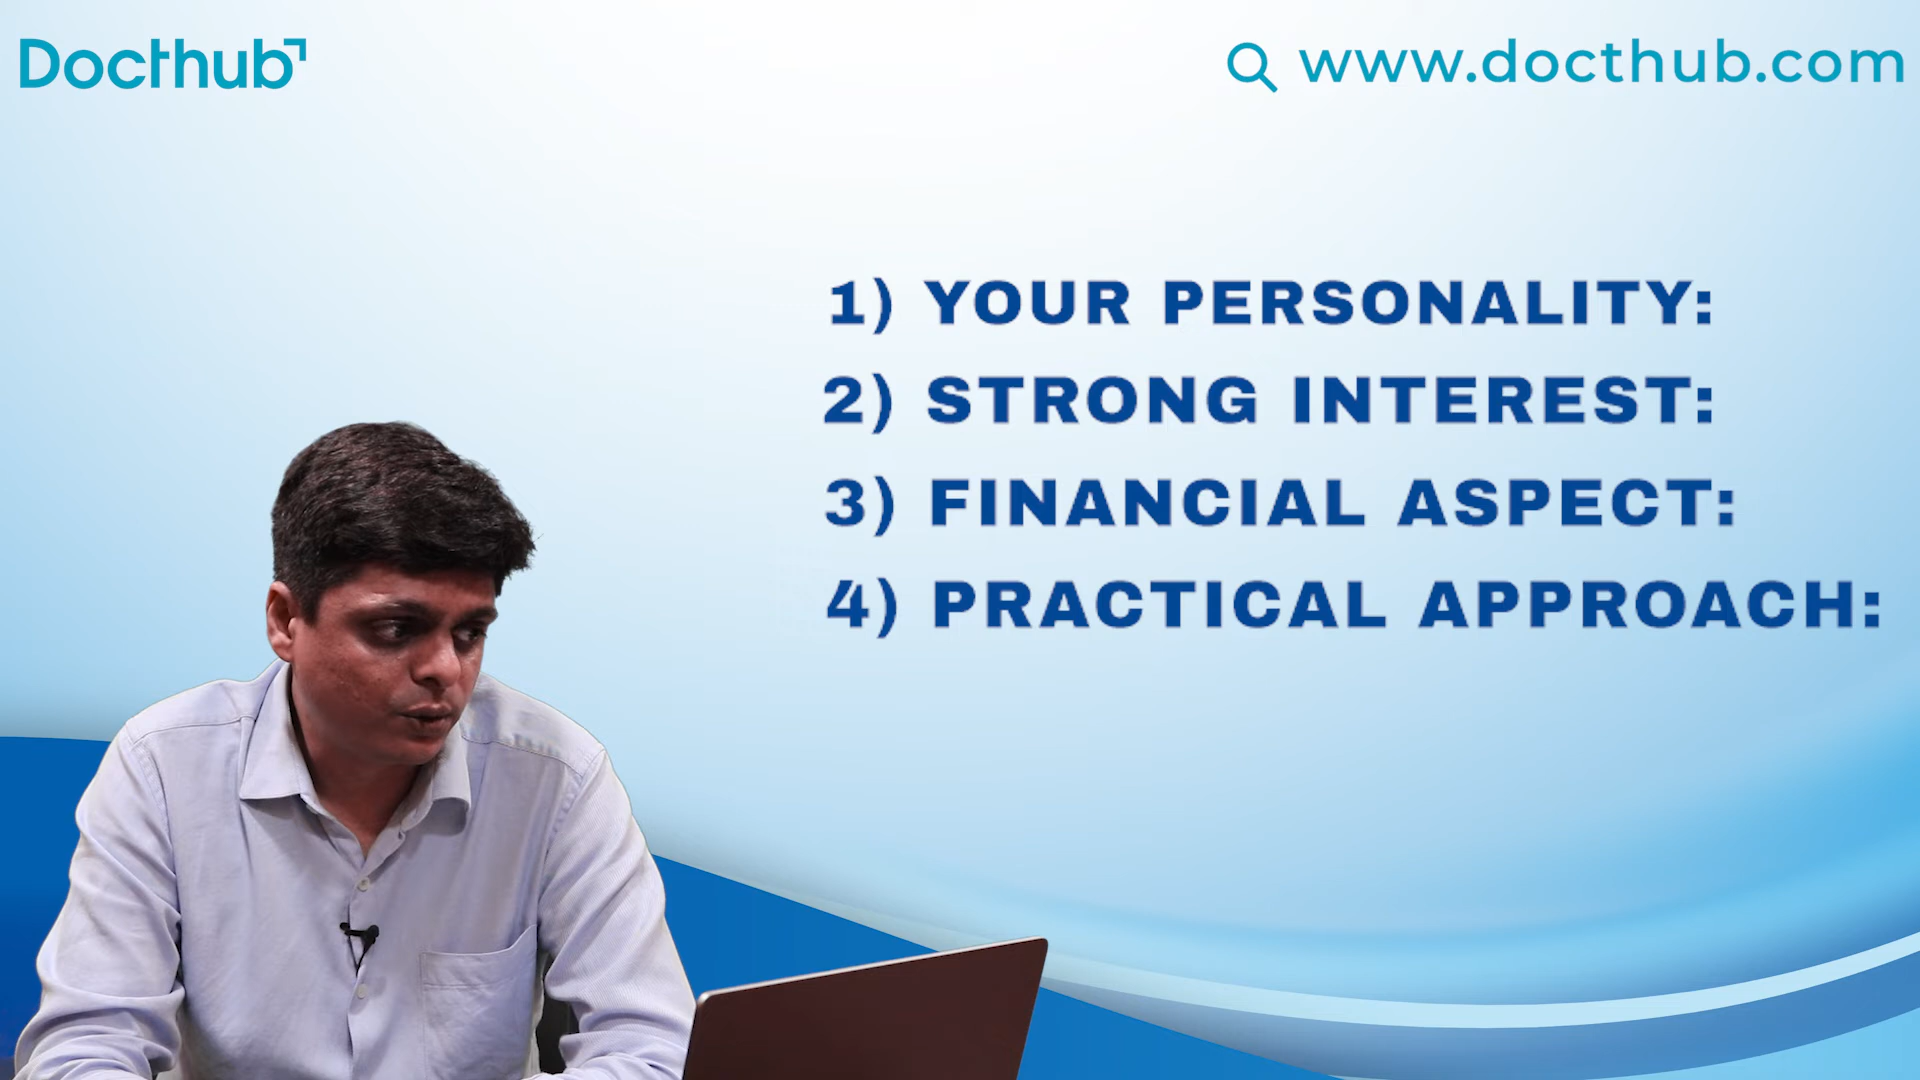 Docthub
www.docthub.com
1) YOUR PERSONALITY:
2) STRONG INTEREST:
3) FINANCIAL ASPECT:
4) PRACTICAL APPROACH: